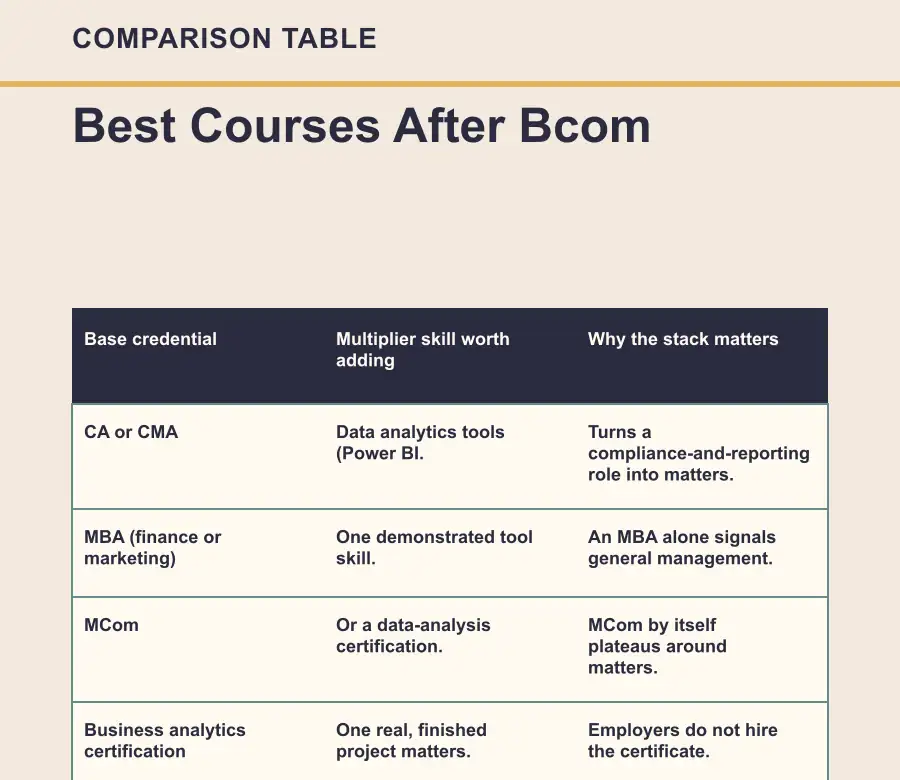 COMPARISON TABLE
Best Courses After Bcom
Base credential
Multiplier skill worth
adding
Why the stack matters
CA or CMA
Data analytics tools
(Power BI.
Turns a
compliance-and-reporting
role into matters.
MBA (finance or
marketing)
One demonstrated tool
skill.
An MBA alone signals
general management.
MCom
Or a data-analysis
certification.
MCom by itself
plateaus around
matters.
Business analytics
certification
One real, finished
project matters.
Employers do not hire
the certificate.